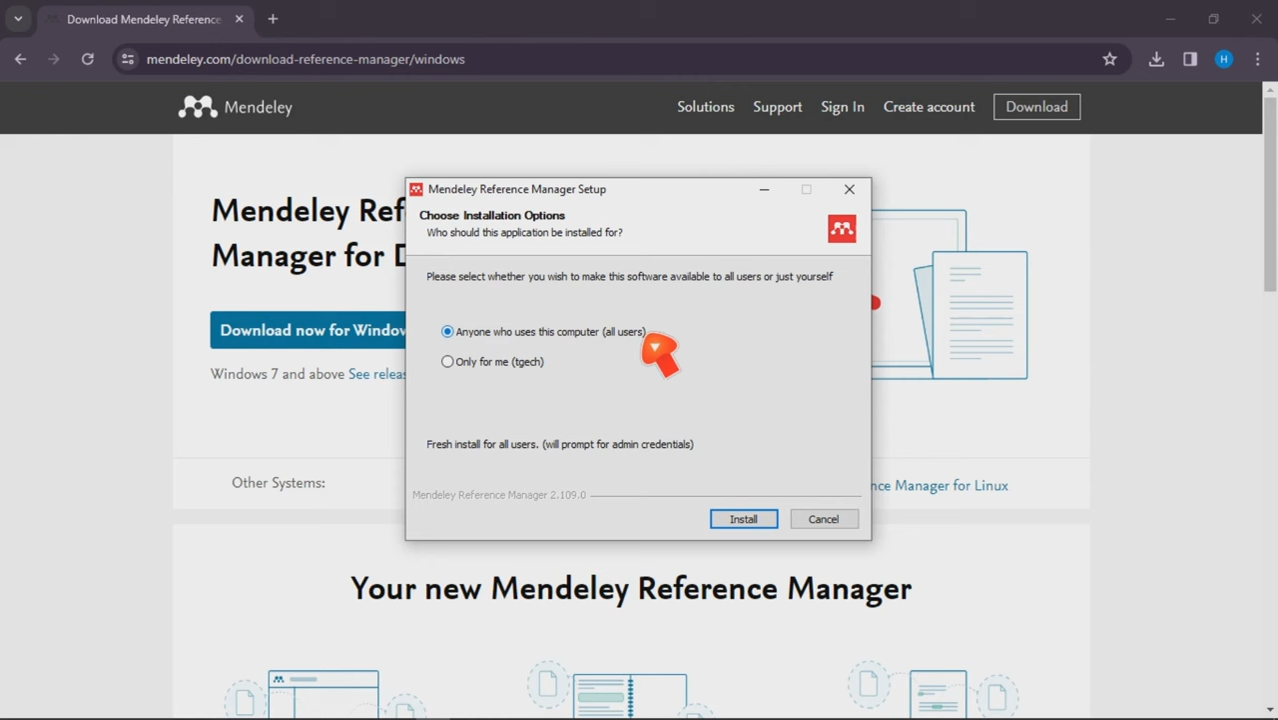 Download Mendeley Reference
mendeley.com/download-reference-manager/windows
H
Mendeley
Solutions
Support
Sign In
Create account
Download
Mendeley Ref
Manager for D
Download now for Window
Windows 7 and above See relea
Mendeley Reference Manager Setup
Choose Installation Options
Who should this application be installed for?
Please select whether you wish to make this software available to all users or just yourself
Anyone who uses this computer (all users)
Only for me (tgech)
Fresh install for all users. (will prompt for admin credentials)
Mendeley Reference Manager 2.109.0
Install
Cancel
Other Systems:
nce Manager for Linux
Your new Mendeley Reference Manager